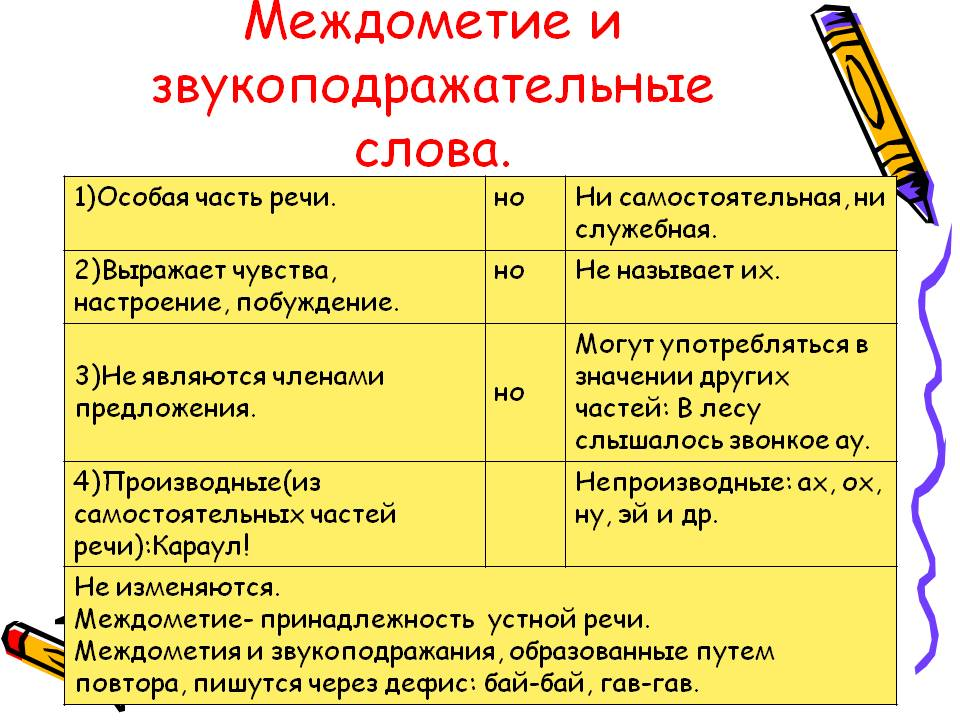 Междометие и
звукоподражательные
слова.
1)Особая часть речи.
но
Ни самостоятельная, ни
служебная.
2)Выражает чувства,
настроение, побуждение.
но
Не называет их.
3)Не являются членами
предложения.
но
Могут употребляться в
значении других
частей: В лесу
слышалось звонкое ау.
4)Производные(из
самостоятельных частей
речи):Караул!
Непроизводные: ах, ох,
ну, эй и др.
Не изменяются.
Междометие- принадлежность устной речи.
Междометия и звукоподражания, образованные путем
повтора, пишутся через дефис: бай-бай, гав-гав.